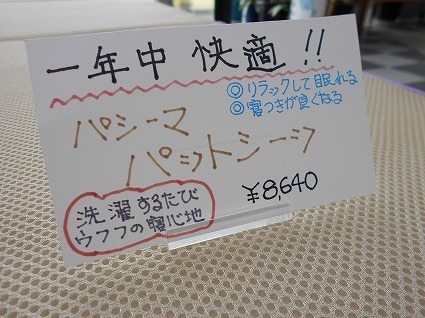 一年中 快適!!
◎リラックして眠れる
◎寝つきが良くなる
パシーマ
パットシーツ
洗濯するたび
ウフフの寝心地
¥8,640